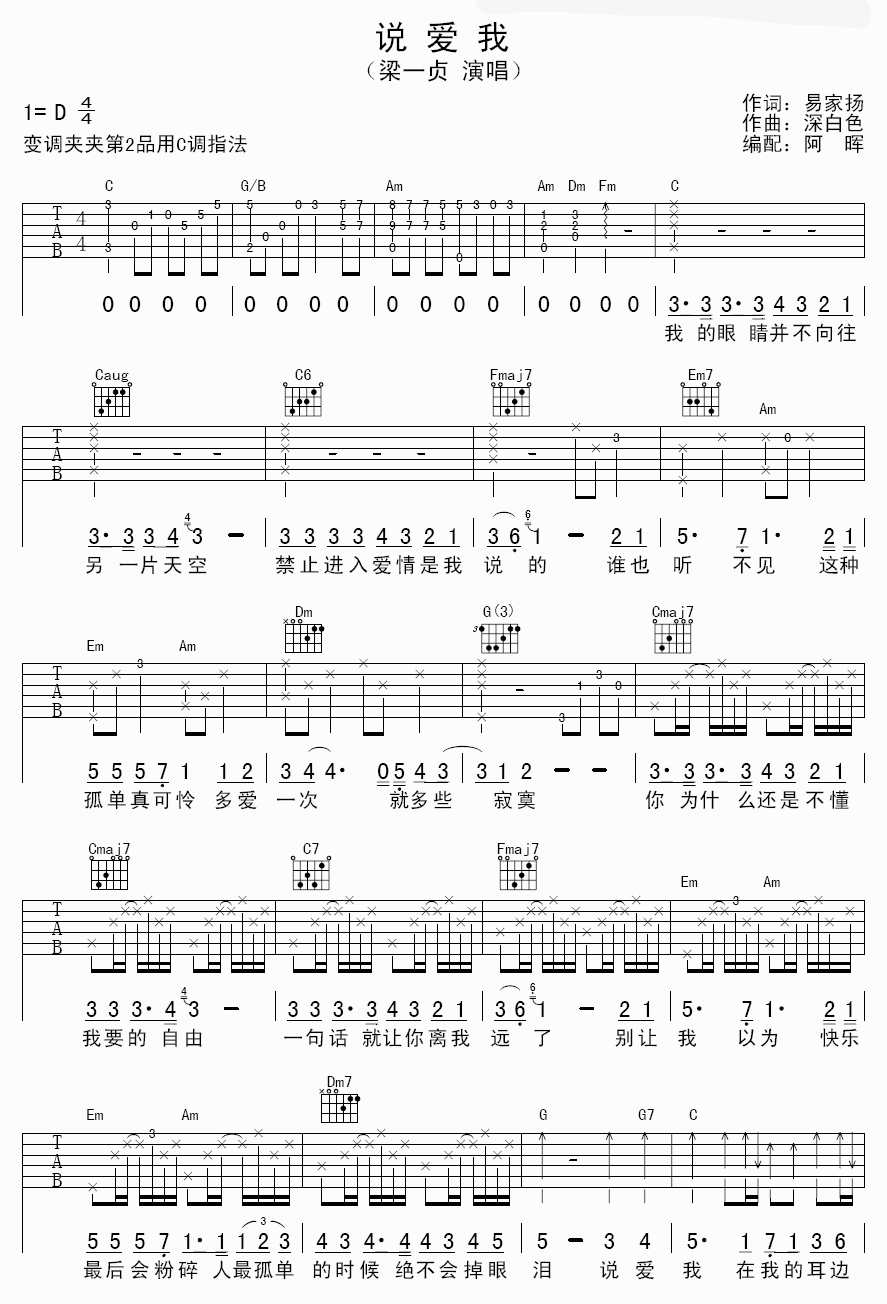 说 爱 我
（梁一贞 演唱）
1= D 4/4
作词：易家扬
作曲：深白色
变调夹夹第2品用C调指法
编配：阿 晖
C G/B Am Am Dm Fm C
0 0 0 0 0 0 0 0 0 0 0 0 0 0 0 0 3· 3 3· 3 4 3 2 1
我 的眼 睛并不向往
Caug C6 Fmaj7 Em7
Am
3· 3 3 4 3 - 3 3 3 3 4 3 2 1 3 6 1 - 2 1 5· 7 1· 2 1
另 一片天空 禁止进入爱情是我 说 的 谁也 听 不见 这种
Dm G(3) Cmaj7
Em Am
5 5 5 7 1 1 2 3 4 4· 0 5 4 3 3 1 2 - - 3· 3 3· 3 4 3 2 1
孤单真可怜 多爱 一次 就多些 寂寞 你 为什 么还是不懂
Cmaj7 C7 Fmaj7
Em Am
3 3 3· 4 3 - 3 3 3· 3 4 3 2 1 3 6 1 - 2 1 5· 7 1· 2 1
我要的 自由 一句话 就让你离我 远 了 别让 我 以为 快乐
Dm7
Em Am G G7 C
5 5 5 7 1· 1 1 2 3 4 3 4· 4 5 4 3 5 5 - 3 4 5· 1 7 1 3 6
最后会粉碎 人最孤单 的时候 绝不会掉眼 泪 说爱 我 在我的耳边